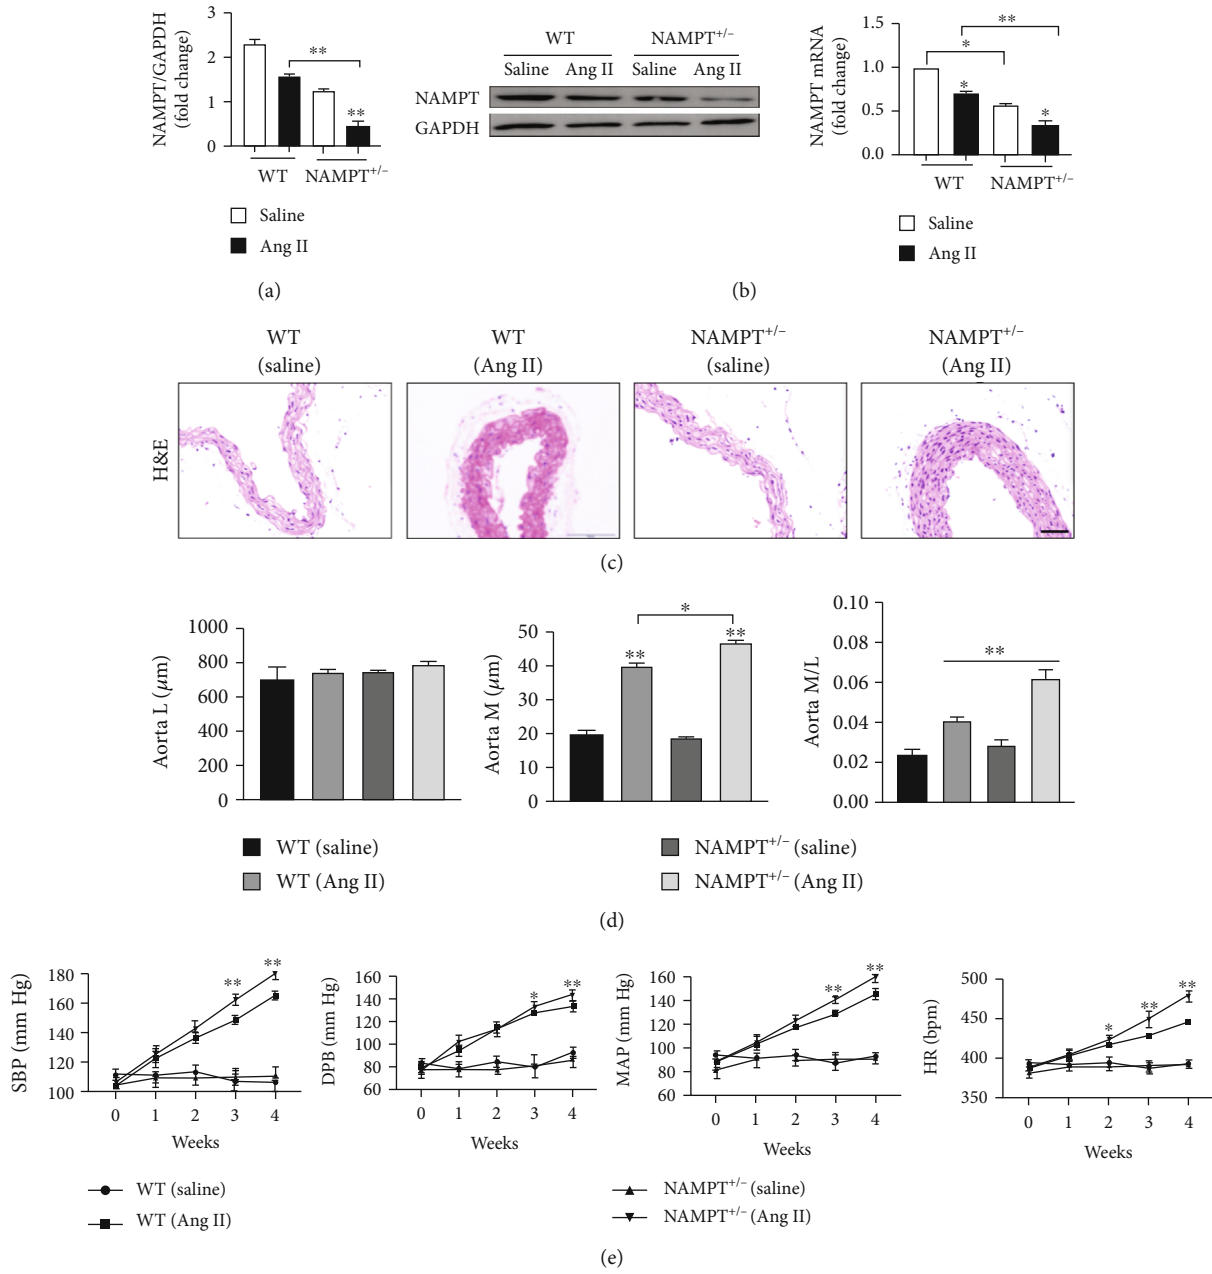 3
2
1
0
NAMPT/GAPDH
(fold change)
**
**
WT
NAMPT+/−
Saline
Ang II
(a)
WT
NAMPT+/−
Saline
Ang II
Saline
Ang II
NAMPT
GAPDH
1.5
1.0
0.5
0.0
NAMPT mRNA
(fold change)
**
*
*
*
WT
NAMPT+/−
Saline
Ang II
(b)
WT
(saline)
WT
(Ang II)
NAMPT+/−
(saline)
NAMPT+/−
(Ang II)
H&E
(c)
1000
800
600
400
200
0
Aorta L (μm)
50
40
30
20
10
0
Aorta M (μm)
*
**
**
0.10
0.08
0.06
0.04
0.02
0.00
Aorta M/L
**
WT (saline)
WT (Ang II)
NAMPT+/− (saline)
NAMPT+/− (Ang II)
(d)
180
160
140
120
100
SBP (mm Hg)
**
**
0 1 2 3 4
Weeks
160
140
120
100
80
60
DPB (mm Hg)
*
**
0 1 2 3 4
Weeks
160
140
120
100
80
60
MAP (mm Hg)
**
**
0 1 2 3 4
Weeks
500
450
400
350
HR (bpm)
*
**
**
0 1 2 3 4
Weeks
WT (saline)
WT (Ang II)
NAMPT+/− (saline)
NAMPT+/− (Ang II)
(e)